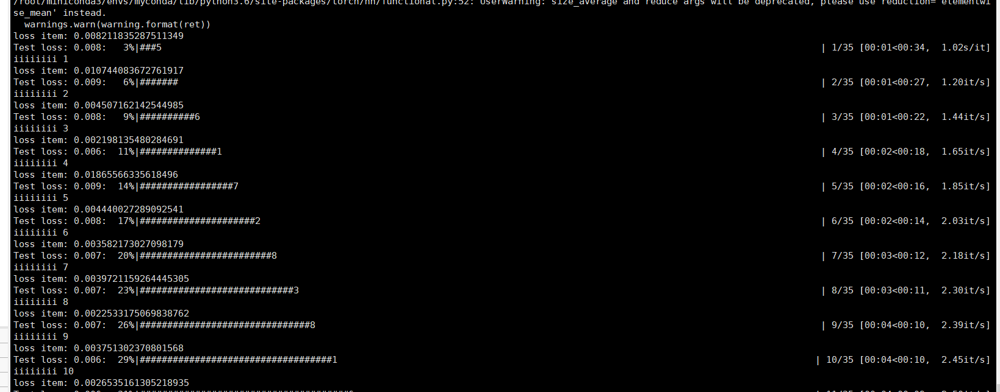 /root/miniconda3/envs/myconda/lib/python3.6/site-packages/torch/nn/functional.py:52: UserWarning: size_average and reduce args will be deprecated, please use reduction='elementwi
se_mean' instead.
  warnings.warn(warning.format(ret))
loss item: 0.008211835287511349
Test loss: 0.008:   3%|###5 | 1/35 [00:01<00:34,  1.02s/it]
iiiiiiii 1
loss item: 0.010744083672761917
Test loss: 0.009:   6%|####### | 2/35 [00:01<00:27,  1.20it/s]
iiiiiiii 2
loss item: 0.004507162142544985
Test loss: 0.008:   9%|##########6 | 3/35 [00:01<00:22,  1.44it/s]
iiiiiiii 3
loss item: 0.002198135480284691
Test loss: 0.006:  11%|##############1 | 4/35 [00:02<00:18,  1.65it/s]
iiiiiiii 4
loss item: 0.01865566335618496
Test loss: 0.009:  14%|#################7 | 5/35 [00:02<00:16,  1.85it/s]
iiiiiiii 5
loss item: 0.004440027289092541
Test loss: 0.008:  17%|#####################2 | 6/35 [00:02<00:14,  2.03it/s]
iiiiiiii 6
loss item: 0.003582173027098179
Test loss: 0.007:  20%|########################8 | 7/35 [00:03<00:12,  2.18it/s]
iiiiiiii 7
loss item: 0.0039721159264445305
Test loss: 0.007:  23%|############################3 | 8/35 [00:03<00:11,  2.30it/s]
iiiiiiii 8
loss item: 0.0022533175069838762
Test loss: 0.007:  26%|###############################8 | 9/35 [00:04<00:10,  2.39it/s]
iiiiiiii 9
loss item: 0.003751302370801568
Test loss: 0.006:  29%|###################################1 | 10/35 [00:04<00:10,  2.45it/s]
iiiiiiii 10
loss item: 0.0026535161305218935